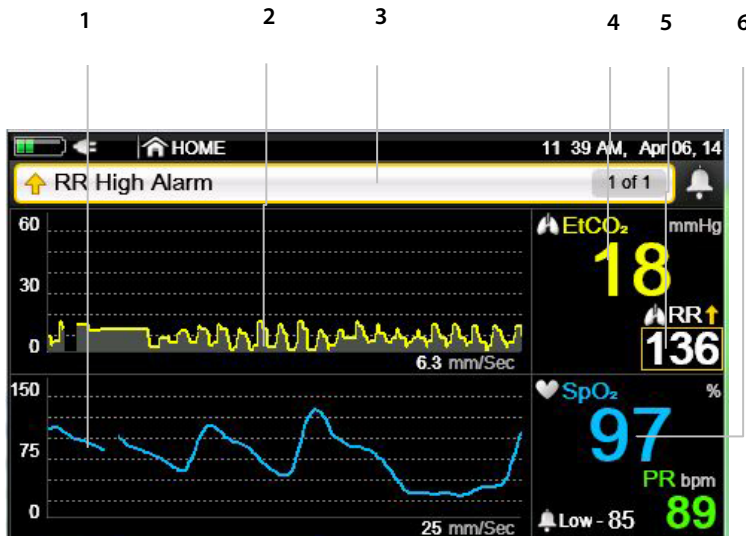 1 2 3 4 5 6
HOME 11 39 AM, Apr 06, 14
RR High Alarm 1 of 1
60
30
0
6.3 mm/Sec
EtCO₂ mmHg
18
RR
136
150
75
0
25 mm/Sec
SpO₂ %
97
PR bpm
Low - 85 89